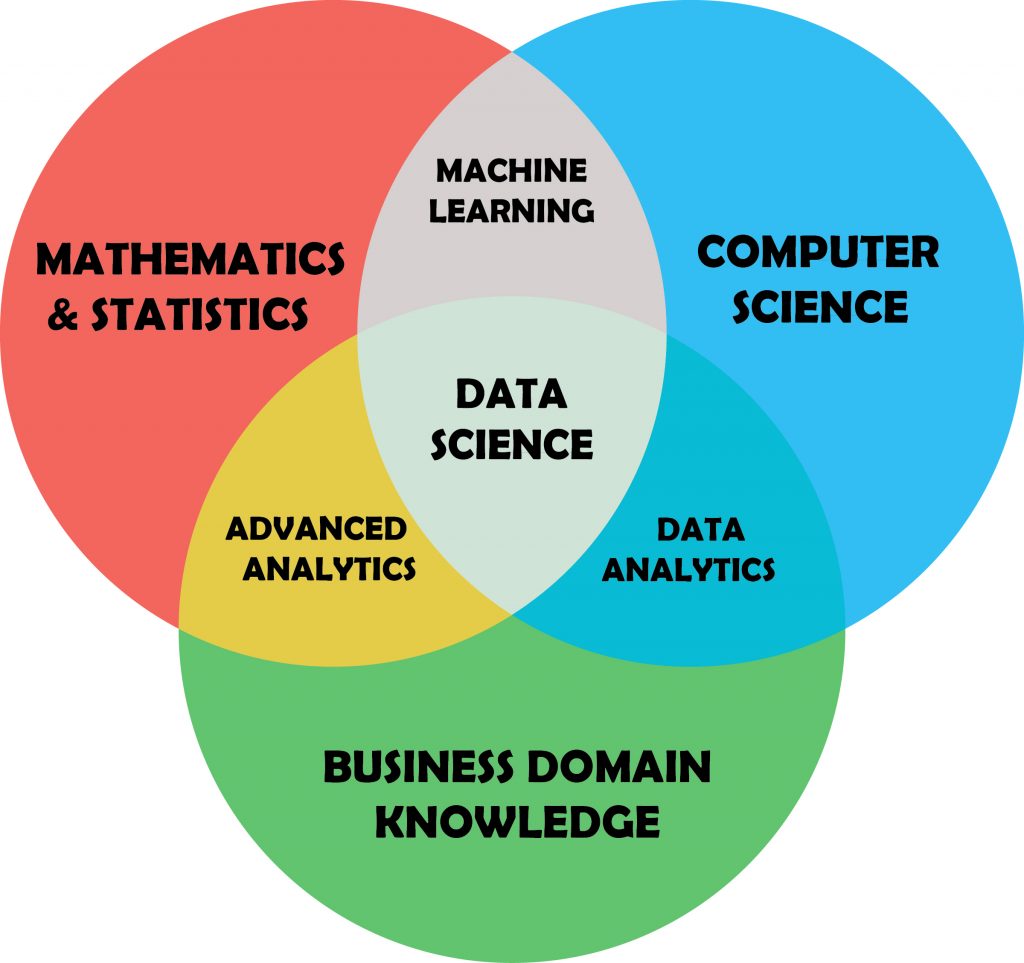 MACHINE
LEARNING
MATHEMATICS
& STATISTICS
COMPUTER
SCIENCE
DATA
SCIENCE
ADVANCED
ANALYTICS
DATA
ANALYTICS
BUSINESS DOMAIN
KNOWLEDGE